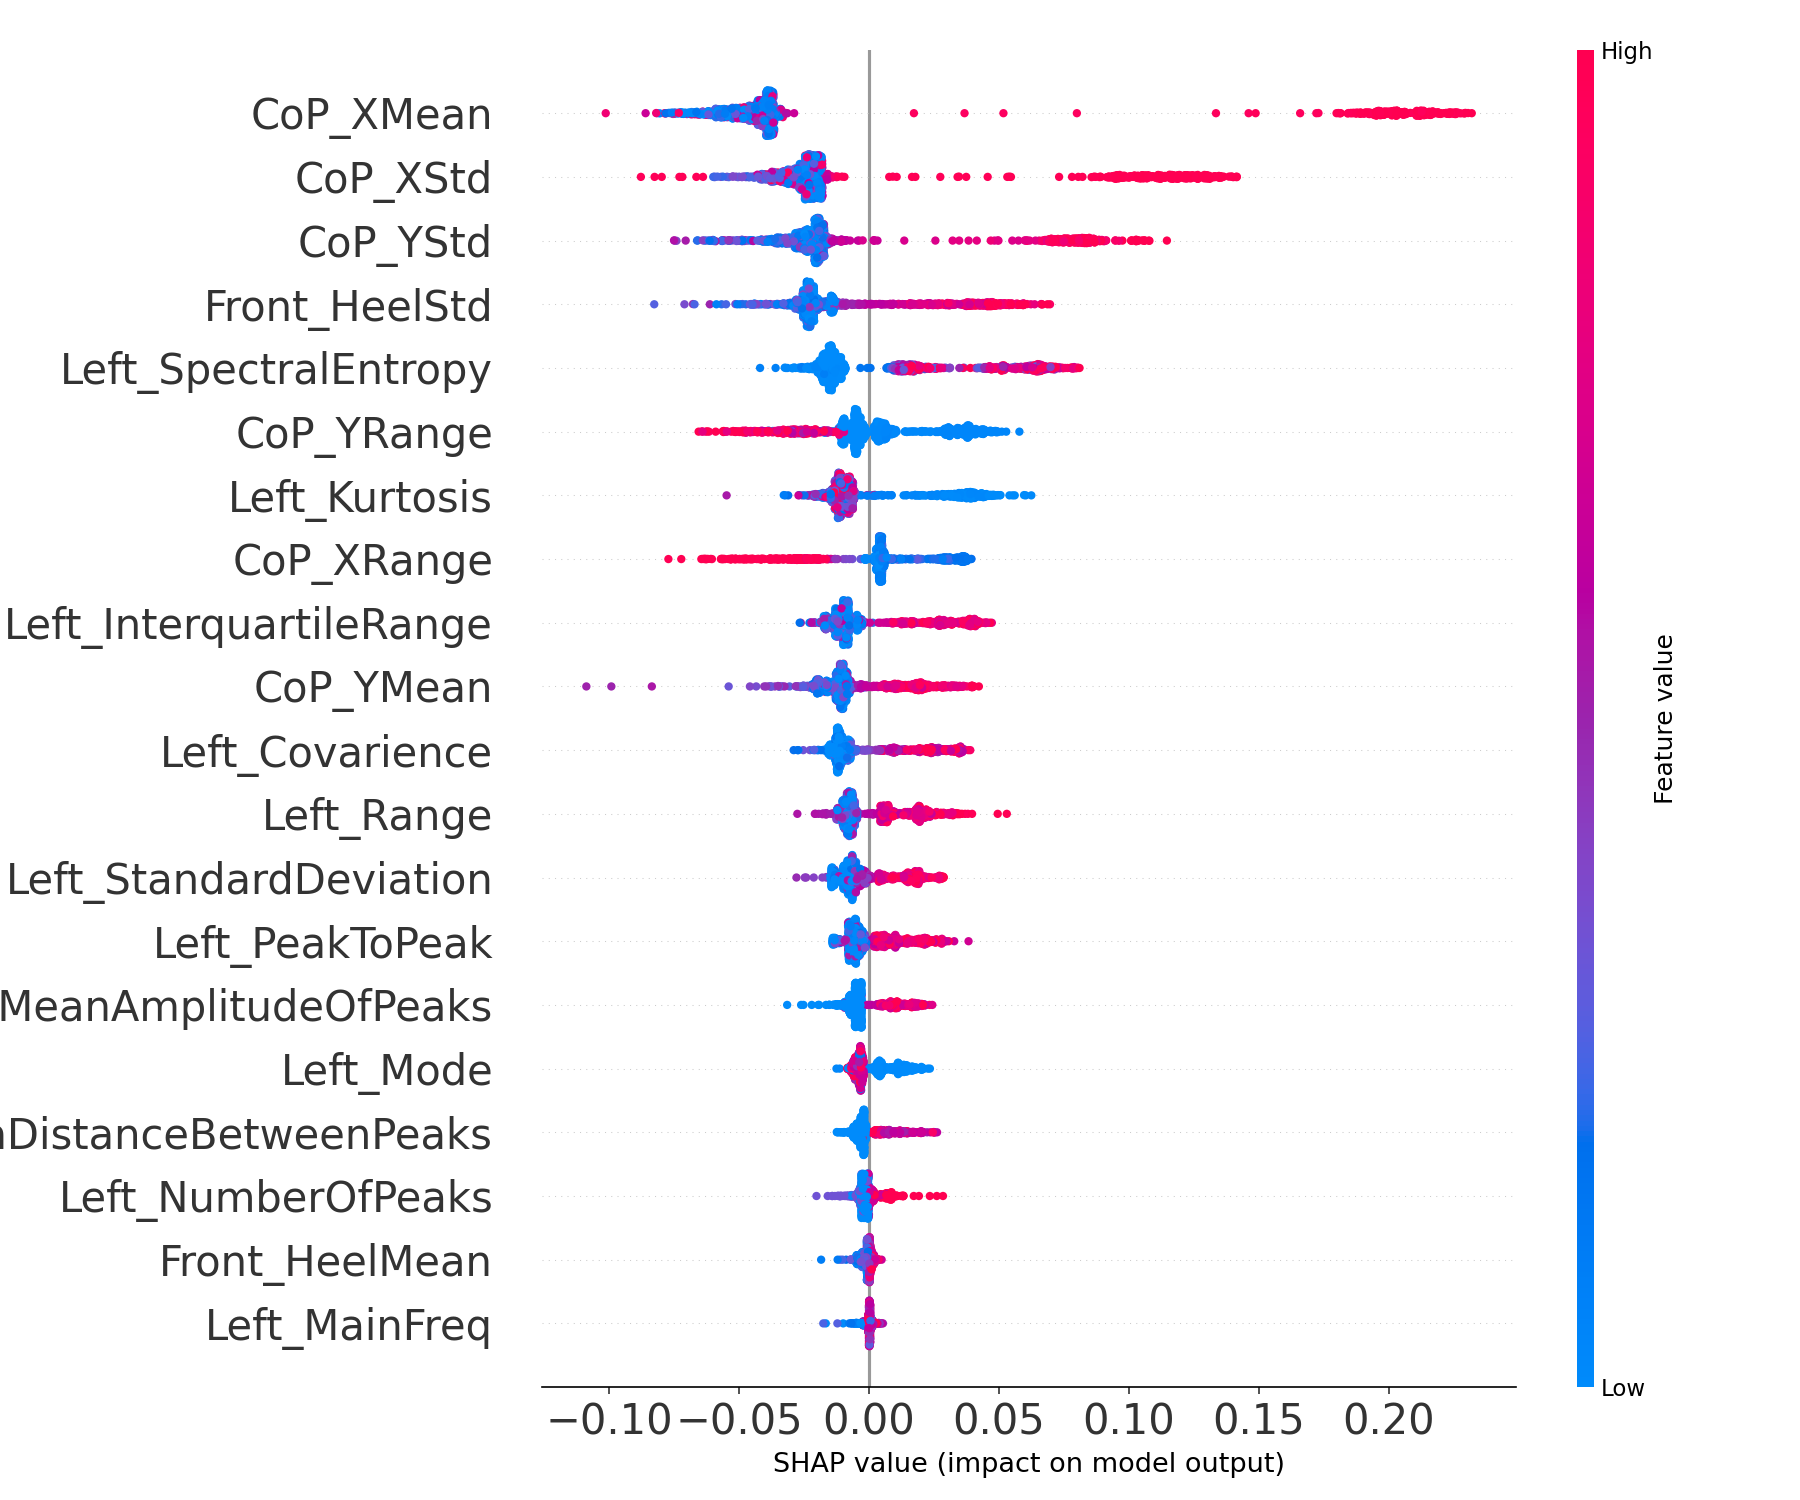 High
CoP_XMean
CoP_XStd
CoP_YStd
Front_HeelStd
Left_SpectralEntropy
CoP_YRange
Left_Kurtosis
CoP_XRange
Left_InterquartileRange
CoP_YMean
Left_Covarience
Left_Range
Left_StandardDeviation
Left_PeakToPeak
MeanAmplitudeOfPeaks
Left_Mode
DistanceBetweenPeaks
Left_NumberOfPeaks
Front_HeelMean
Left_MainFreq
Feature value
Low
−0.10 −0.05 0.00 0.05 0.10 0.15 0.20
SHAP value (impact on model output)